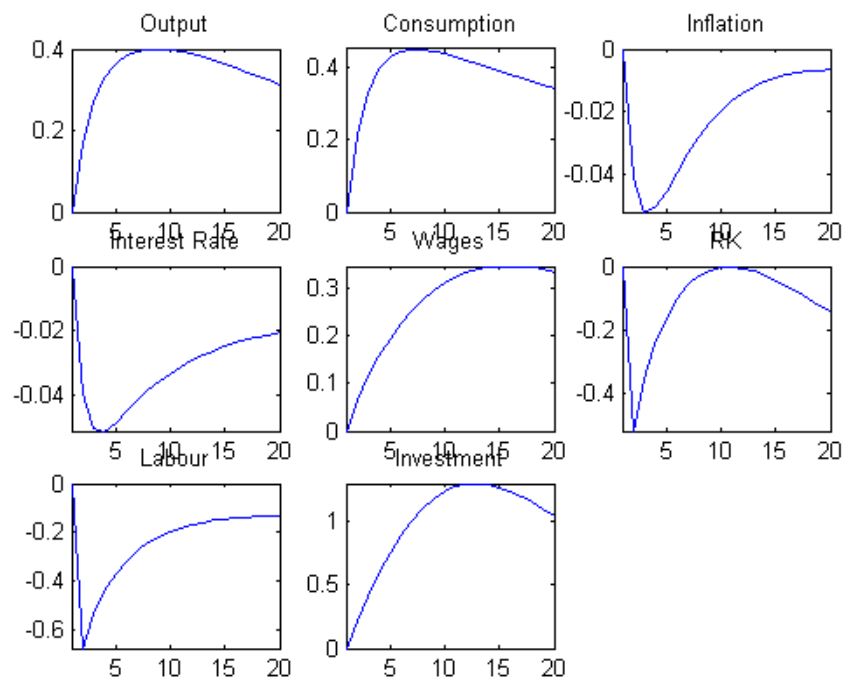 Output Consumption Inflation
0.4 0.4 0
0.2 0.2 -0.02
-0.04
0 0
5 10 15 20 5 10 15 20 5 10 15 20
Interest Rate Wages RK
0 0.3 0
-0.02 0.2 -0.2
-0.04 0.1 -0.4
0
5 10 15 20 5 10 15 20 5 10 15 20
Labour Investment
0 1
-0.2
-0.4 0.5
-0.6
0
5 10 15 20 5 10 15 20